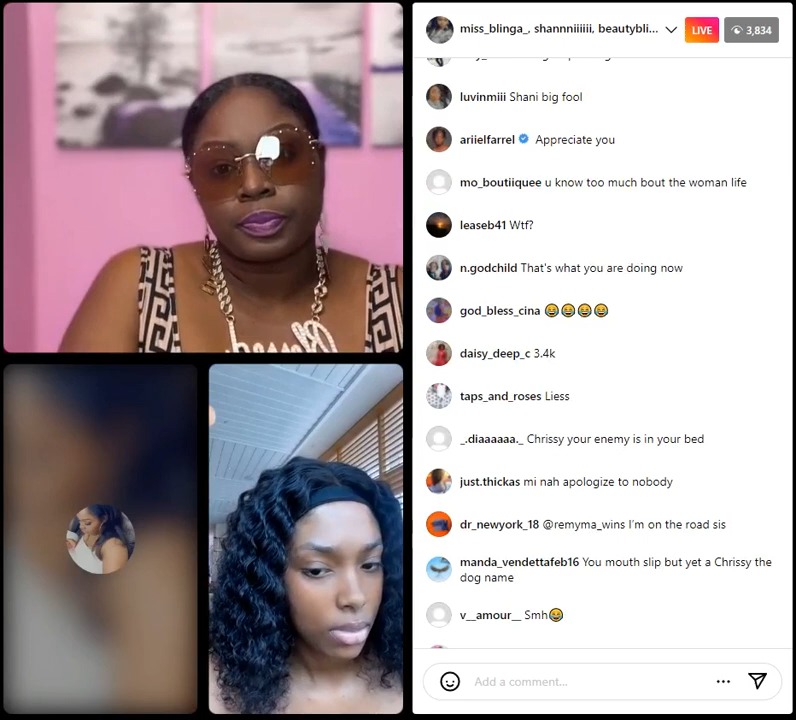 miss_blinga_, shannniiiiii, beautybli...
LIVE
3,834
luvinmiii Shani big fool
ariielfarrel Appreciate you
mo_boutiiquee u know too much bout the woman life
leaseb41 Wtf?
n.godchild That's what you are doing now
god_bless_cina 😂😂😂😂
daisy_deep_c 3.4k
taps_and_roses Liess
_.diaaaaaa._ Chrissy your enemy is in your bed
just.thickas mi nah apologize to nobody
dr_newyork_18 @remyma_wins I'm on the road sis
manda_vendettafeb16 You mouth slip but yet a Chrissy the
dog name
v__amour__ Smh😂
Add a comment...